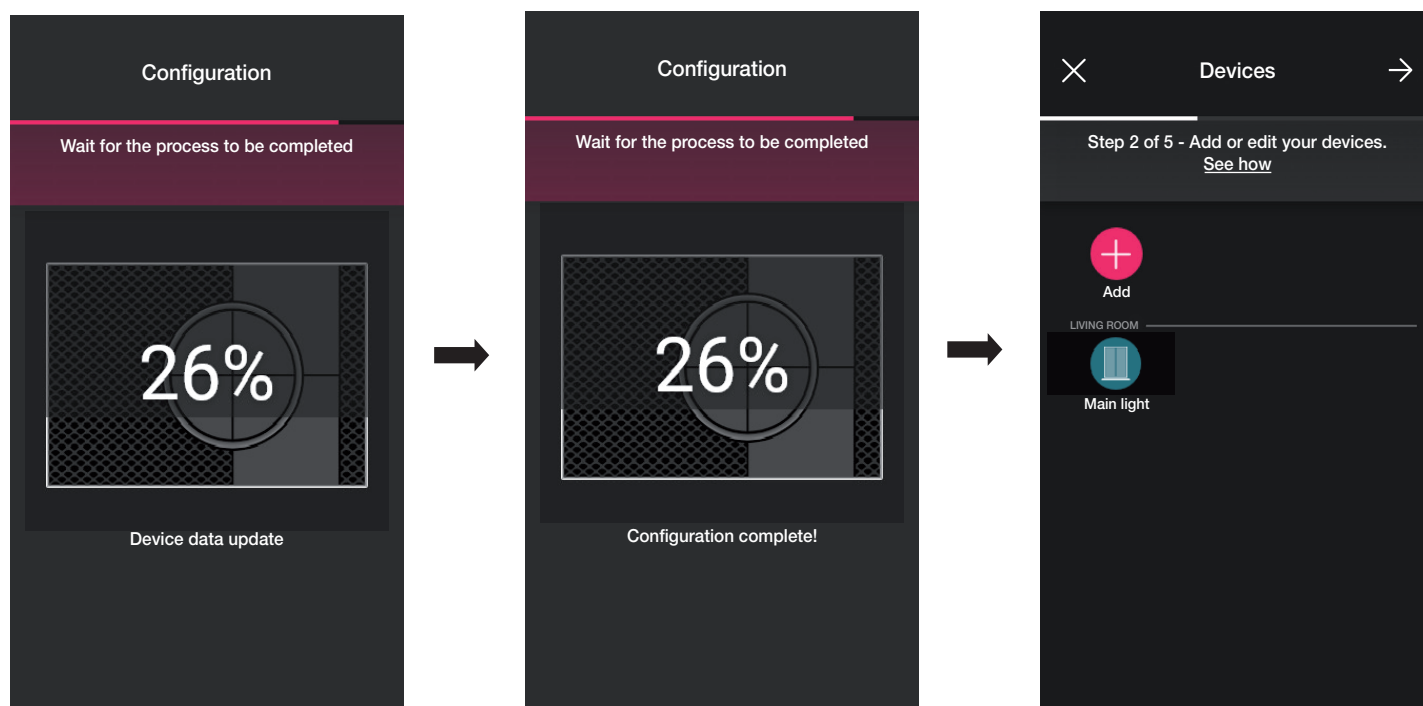 Configuration
Wait for the process to be completed
26%
Device data update
Configuration
Wait for the process to be completed
26%
Configuration complete!
Devices
Step 2 of 5 - Add or edit your devices.
See how
Add
LIVING ROOM
Main light